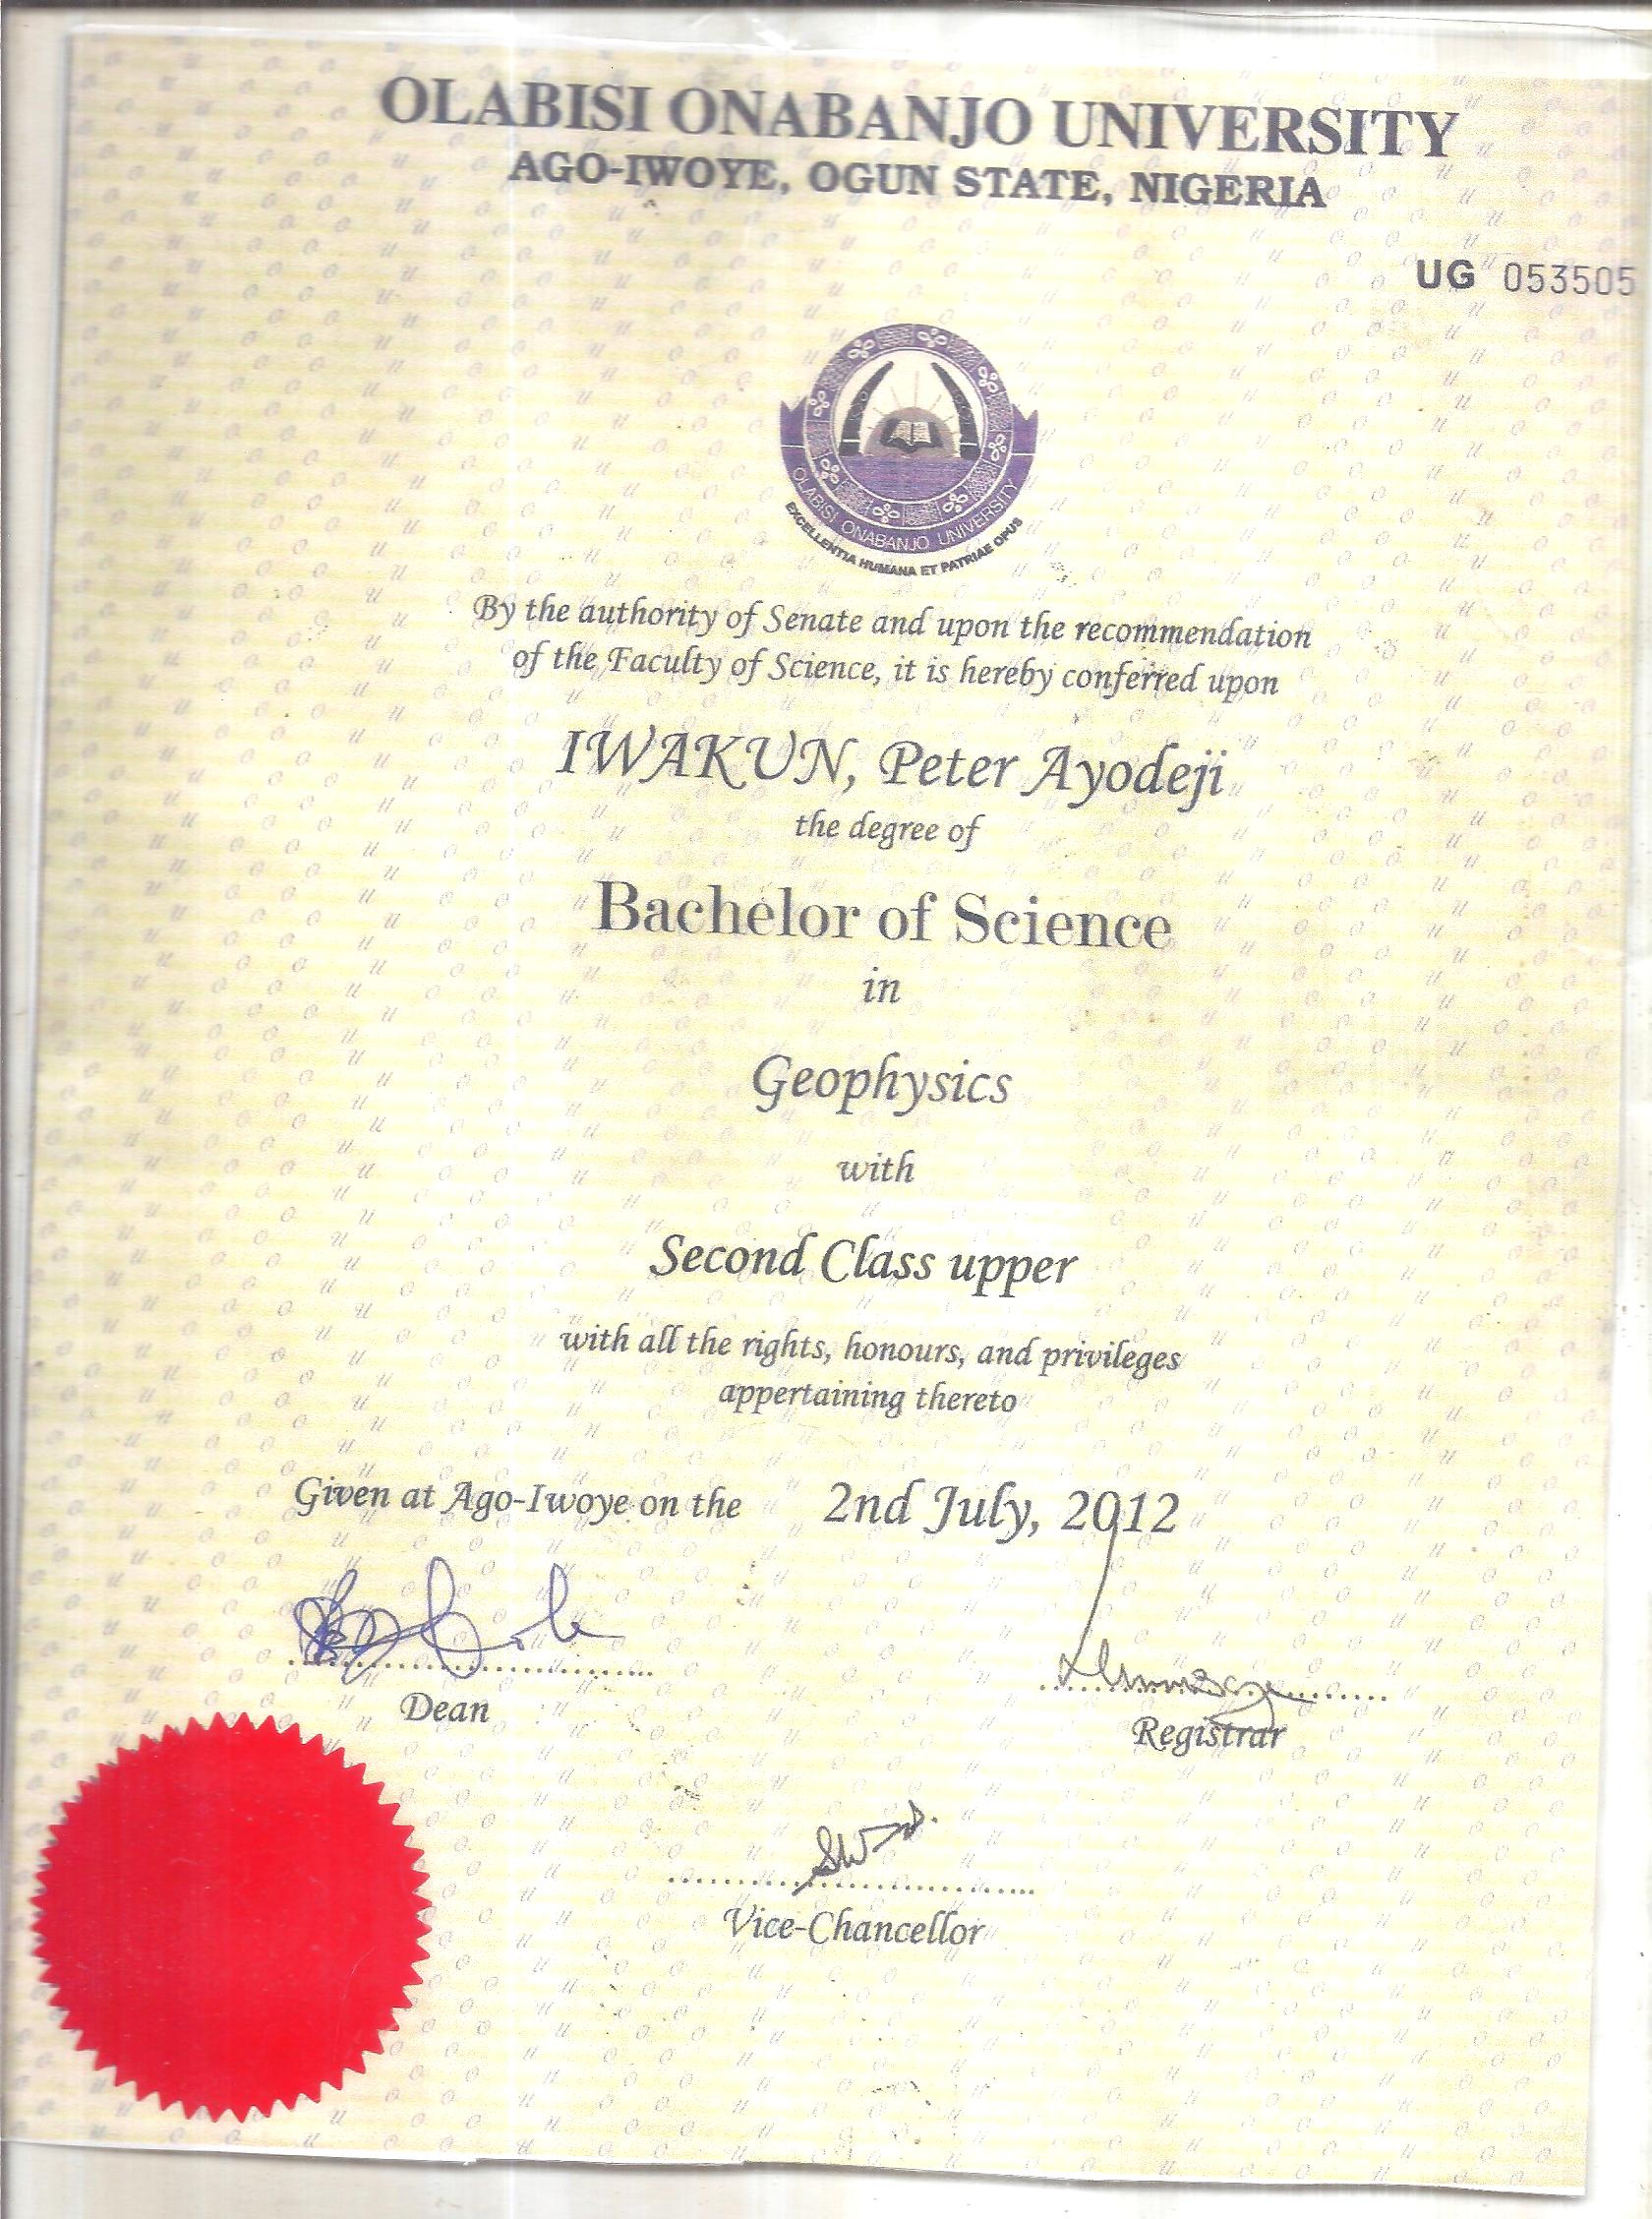 OLABISI ONABANJO UNIVERSITY
AGO-IWOYE, OGUN STATE, NIGERIA
UG 053505
OLABISI ONABANJO UNIVERSITY
EXCELLENTIA HUMANA ET PATRIAE OPUS
By the authority of Senate and upon the recommendation
of the Faculty of Science, it is hereby conferred upon
IWAKUN, Peter Ayodeji
the degree of
Bachelor of Science
in
Geophysics
with
Second Class upper
with all the rights, honours, and privileges
appertaining thereto
Given at Ago-Iwoye on the 2nd July, 2012
Dean
Registrar
Vice-Chancellor